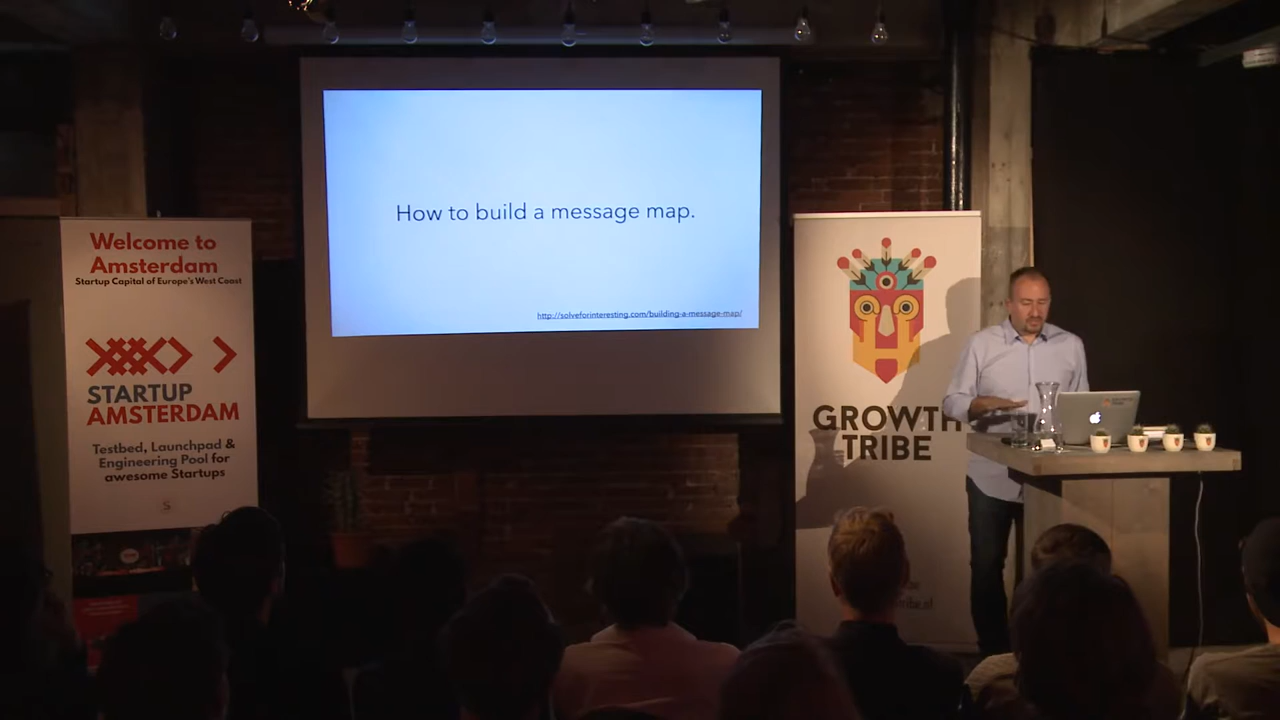 How to build a message map.
http://solveforinteresting.com/building-a-message-map/
Welcome to
Amsterdam
Startup Capital of Europe's West Coast
STARTUP
AMSTERDAM
Testbed, Launchpad &
Engineering Pool for
awesome Startups
GROWTH
TRIBE